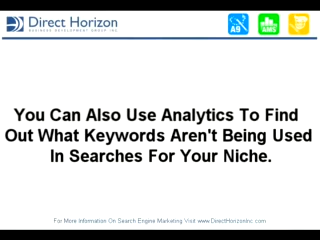 Direct Horizon
BUSINESS DEVELOPMENT GROUP, INC
You Can Also Use Analytics To Find
Out What Keywords Aren't Being Used
In Searches For Your Niche.
For More Information On Search Engine Marketing Visit www.DirectHorizonInc.com